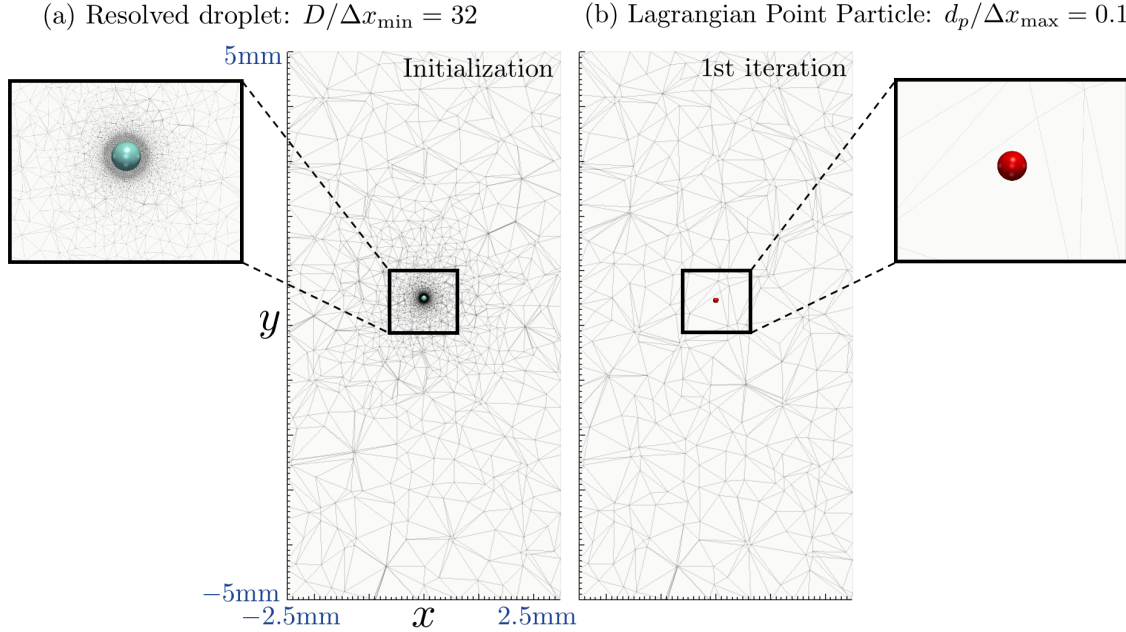 (a) Resolved droplet: D/Δx_min = 32
(b) Lagrangian Point Particle: d_p/Δx_max = 0.1
5mm
Initialization
1st iteration
y
−5mm
−2.5mm
x
2.5mm